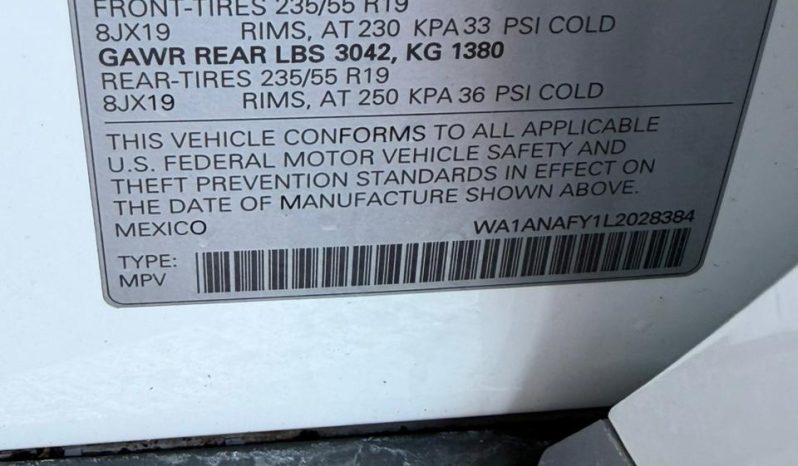 FRONT-TIRES 235/55 R19
8JX19 RIMS, AT 230 KPA 33 PSI COLD
GAWR REAR LBS 3042, KG 1380
REAR-TIRES 235/55 R19
8JX19 RIMS, AT 250 KPA 36 PSI COLD
THIS VEHICLE CONFORMS TO ALL APPLICABLE
U.S. FEDERAL MOTOR VEHICLE SAFETY AND
THEFT PREVENTION STANDARDS IN EFFECT ON
THE DATE OF MANUFACTURE SHOWN ABOVE.
MEXICO WA1ANAFY1L2028384
TYPE:
MPV